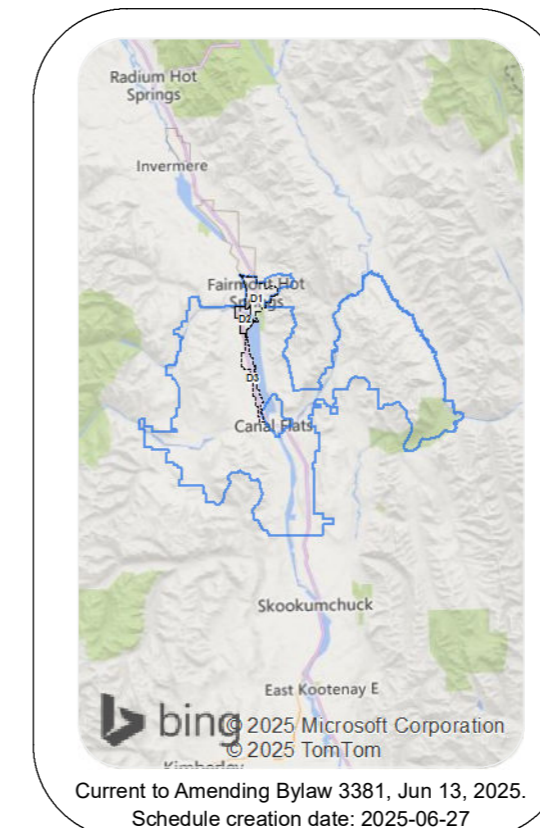 Radium Hot
Springs
Invermere
Fairmont Hot
Springs
D1
D2
D3
Canal Flats
Skookumchuck
East Kootenay E
bing
© 2025 Microsoft Corporation
© 2025 TomTom
Kimberley
Current to Amending Bylaw 3381, Jun 13, 2025.
Schedule creation date: 2025-06-27